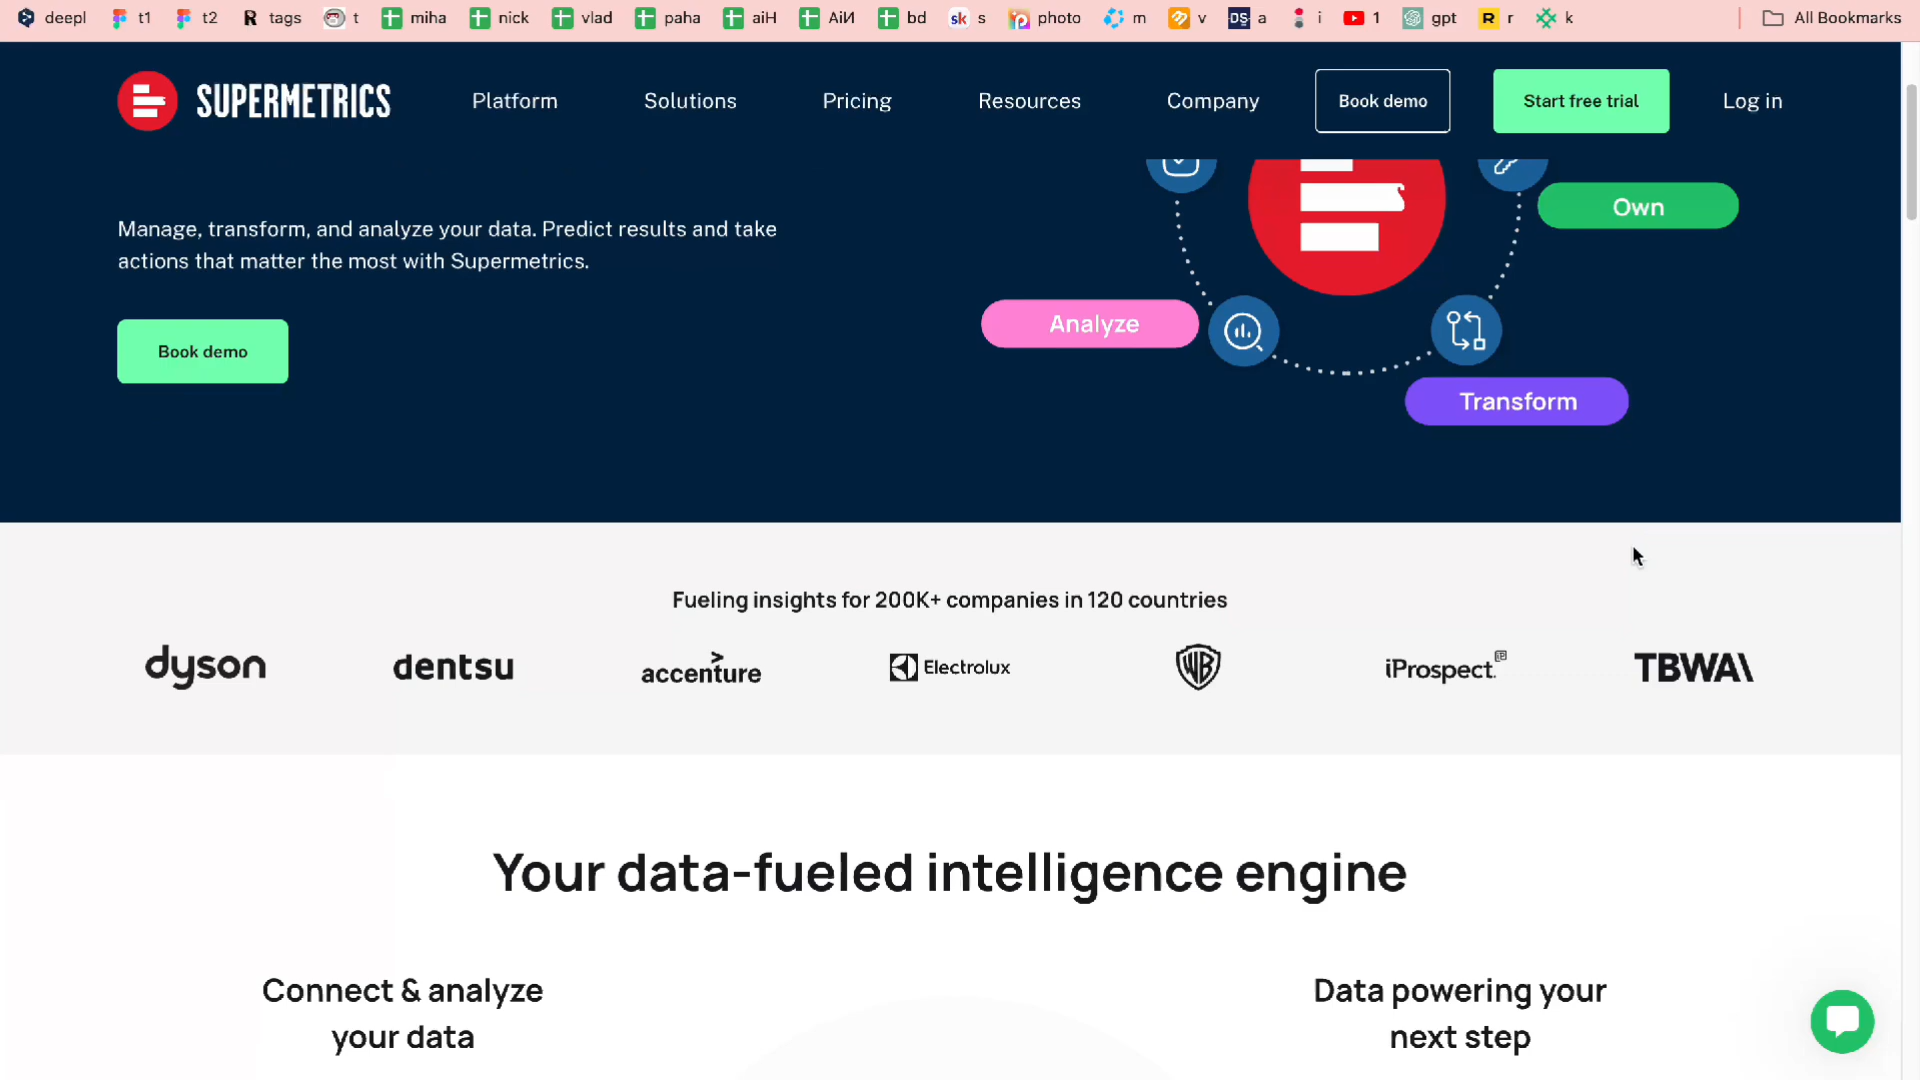 deepl t1 t2 tags t miha nick vlad paha aiH AiИ bd s photo m v a i 1 gpt r k All Bookmarks
SUPERMETRICS Platform Solutions Pricing Resources Company Book demo Start free trial Log in
Own
Manage, transform, and analyze your data. Predict results and take
actions that matter the most with Supermetrics.
Analyze
Book demo
Transform
Fueling insights for 200K+ companies in 120 countries
dyson dentsu accenture Electrolux WB iProspect. TBWA\
Your data-fueled intelligence engine
Connect & analyze
your data
Data powering your
next step